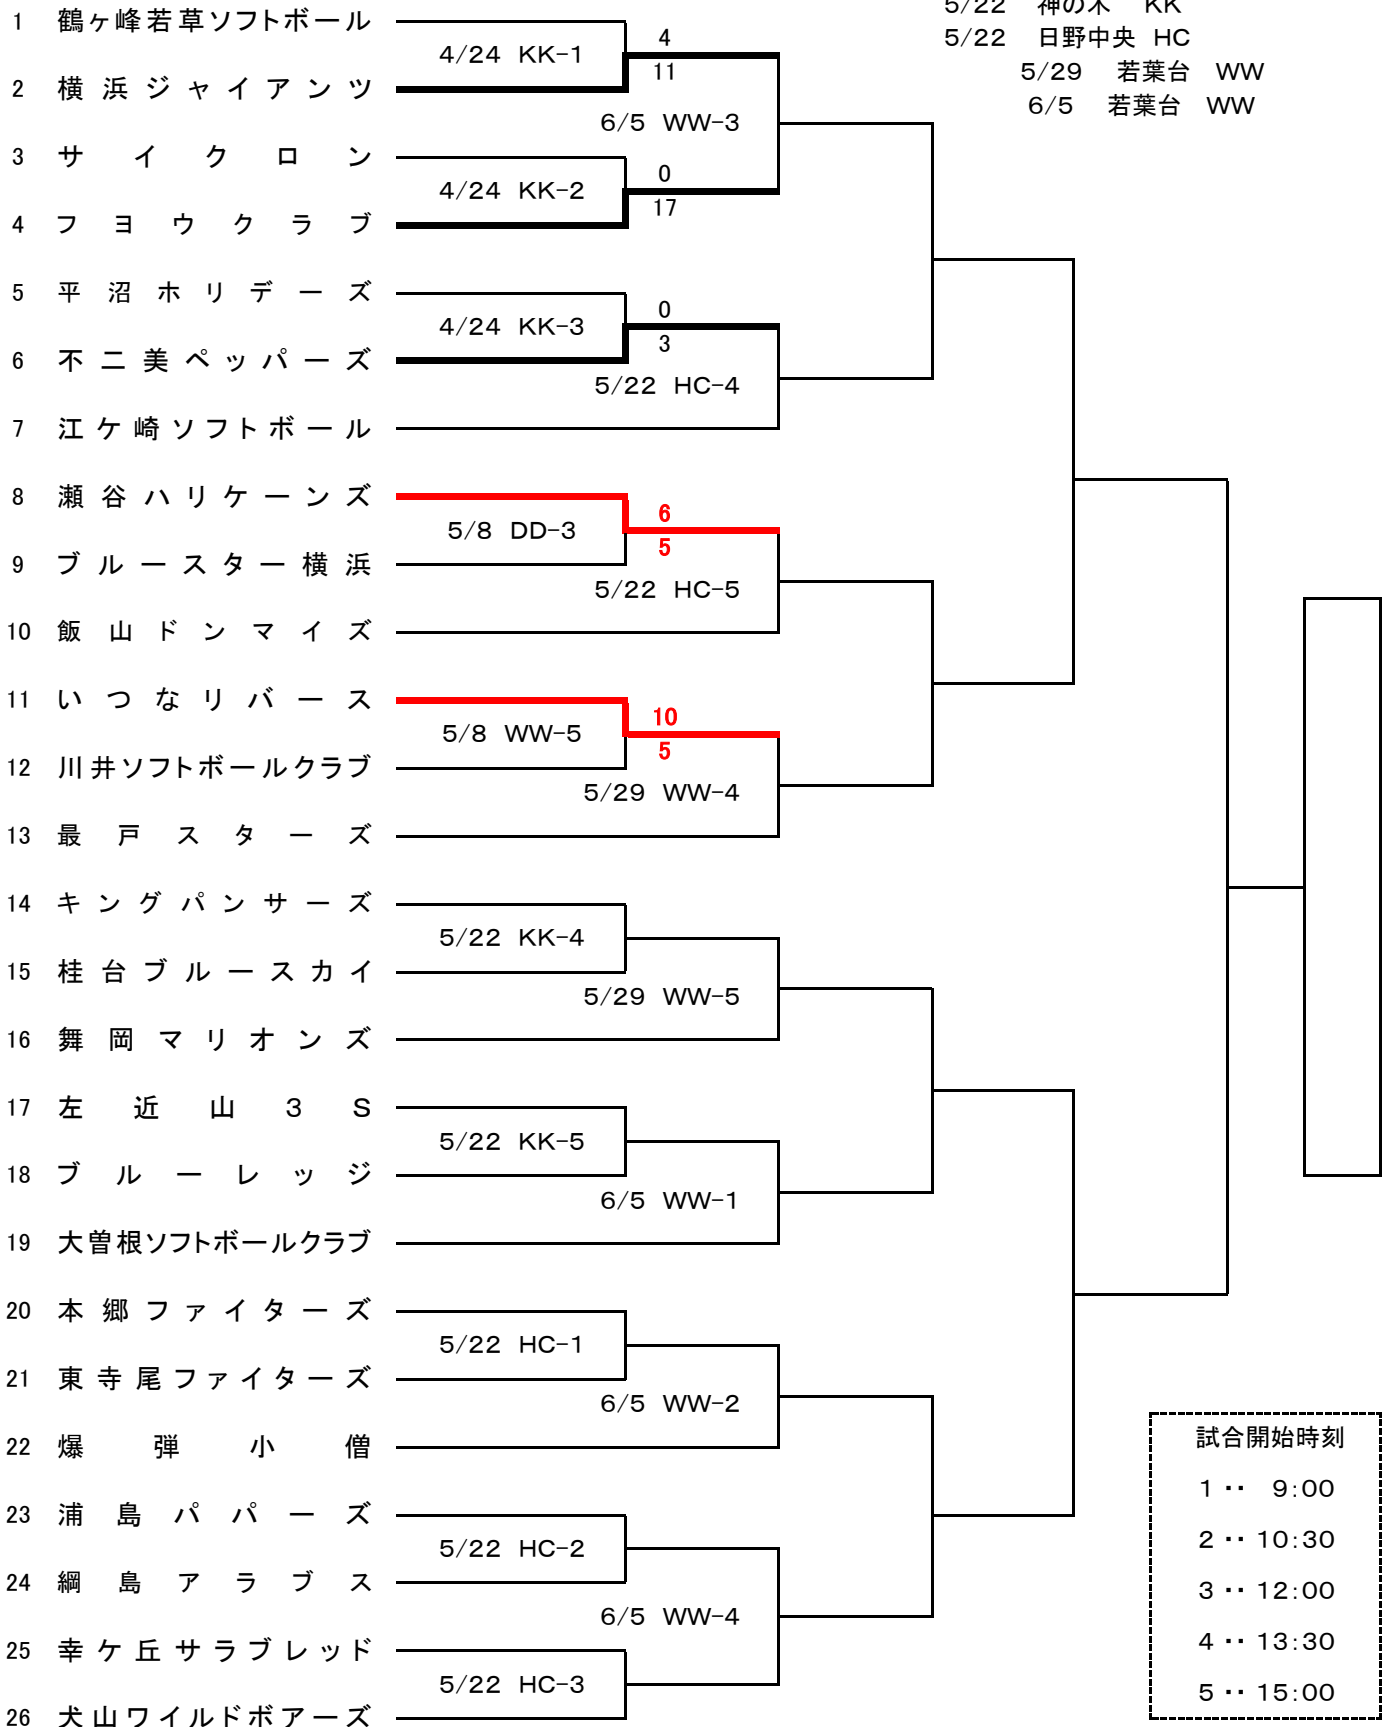 5/22 神の木 KK
1 鶴ヶ峰若草ソフトボール
4/24 KK-1
4
5/22 日野中央 HC
11
5/29 若葉台 WW
2 横浜ジャイアンツ
6/5 若葉台 WW
6/5 WW-3
3 サイクロン
4/24 KK-2
0
17
4 フヨウクラブ
5 平沼ホリデーズ
0
4/24 KK-3
3
6 不二美ペッパーズ
5/22 HC-4
7 江ケ崎ソフトボール
8 瀬谷ハリケーンズ
6
5/8 DD-3
5
9 ブルースター横浜
5/22 HC-5
10 飯山ドンマイズ
11 いつなリバース
10
5/8 WW-5
5
12 川井ソフトボールクラブ
5/29 WW-4
13 最戸スターズ
14 キングパンサーズ
5/22 KK-4
15 桂台ブルースカイ
5/29 WW-5
16 舞岡マリオンズ
17 左近山3S
5/22 KK-5
18 ブルーレッジ
6/5 WW-1
19 大曽根ソフトボールクラブ
20 本郷ファイターズ
5/22 HC-1
21 東寺尾ファイターズ
6/5 WW-2
22 爆弾小僧
23 浦島パパーズ
5/22 HC-2
24 綱島アラブス
6/5 WW-4
25 幸ケ丘サラブレッド
5/22 HC-3
26 犬山ワイルドボアーズ
試合開始時刻
1 ・・ 9:00
2 ・・ 10:30
3 ・・ 12:00
4 ・・ 13:30
5 ・・ 15:00